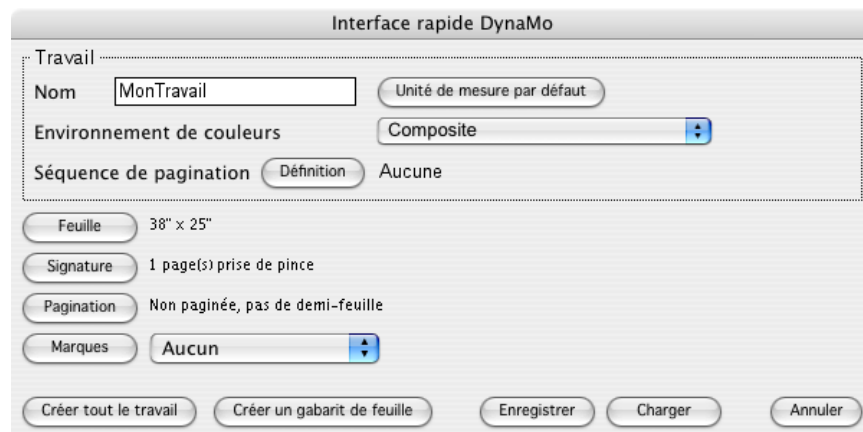 Interface rapide DynaMo
Travail
Nom MonTravail Unité de mesure par défaut
Environnement de couleurs Composite
Séquence de pagination Définition Aucune
Feuille 38" x 25"
Signature 1 page(s) prise de pince
Pagination Non paginée, pas de demi-feuille
Marques Aucun
Créer tout le travail Créer un gabarit de feuille Enregistrer Charger Annuler